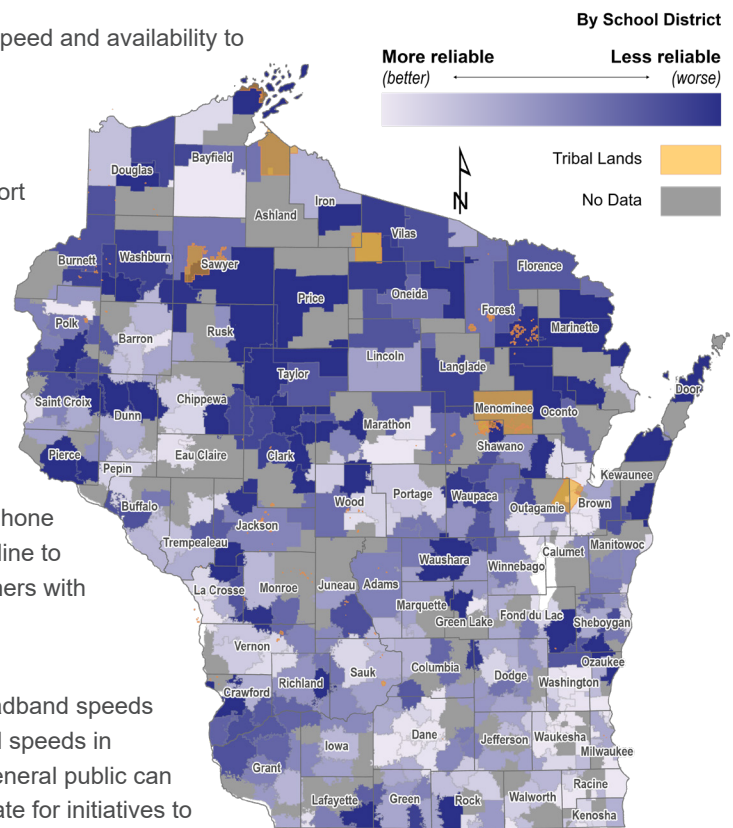 peed and availability to
ort
hone
line to
ners with
adband speeds
l speeds in
eneral public can
ate for initiatives to
By School District
More reliable Less reliable
(better) (worse)
Tribal Lands
No Data
N
Douglas
Bayfield
Ashland
Iron
Vilas
Burnett
Washburn
Sawyer
Price
Oneida
Florence
Forest
Marinette
Polk
Barron
Rusk
Lincoln
Langlade
Taylor
Door
Saint Croix
Dunn
Chippewa
Marathon
Menominee
Oconto
Shawano
Pierce
Pepin
Eau Claire
Clark
Kewaunee
Buffalo
Wood
Portage
Waupaca
Outagamie
Brown
Jackson
Trempealeau
Waushara
Winnebago
Calumet
Manitowoc
La Crosse
Monroe
Juneau
Adams
Marquette
Green Lake
Fond du Lac
Sheboygan
Vernon
Richland
Sauk
Columbia
Dodge
Ozaukee
Washington
Crawford
Iowa
Dane
Jefferson
Waukesha
Milwaukee
Grant
Lafayette
Green
Rock
Walworth
Racine
Kenosha